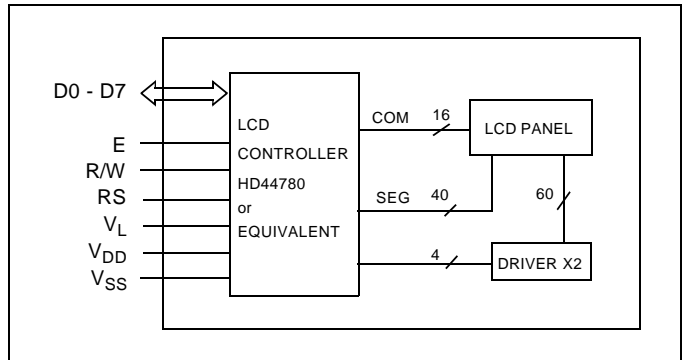 D0 - D7
E
R/W
RS
VL
VDD
VSS
LCD
CONTROLLER
HD44780
or
EQUIVALENT
COM 16
SEG 40
4
LCD PANEL
60
DRIVER X2